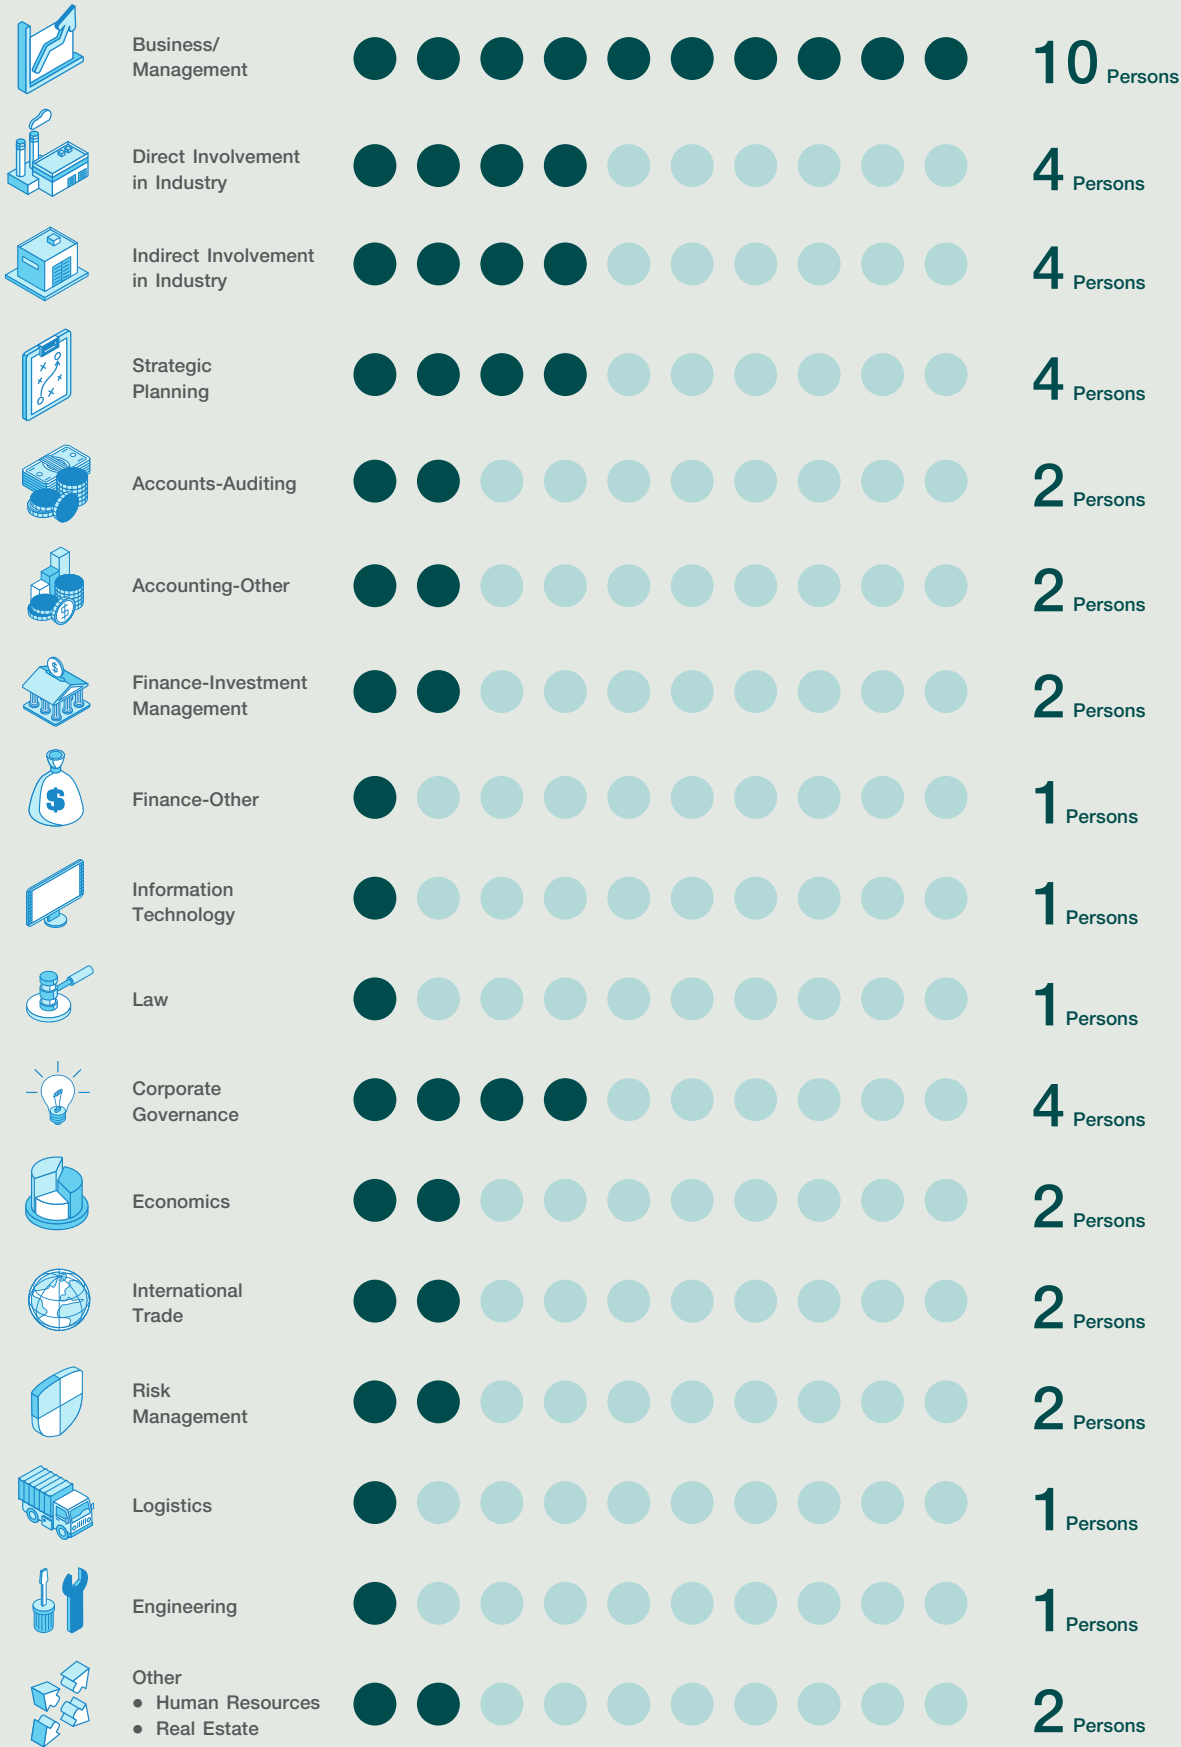 Business/
Management
10 Persons
Direct Involvement
in Industry
4 Persons
Indirect Involvement
in Industry
4 Persons
Strategic
Planning
4 Persons
Accounts-Auditing
2 Persons
Accounting-Other
2 Persons
Finance-Investment
Management
2 Persons
$
Finance-Other
1 Persons
Information
Technology
1 Persons
Law
1 Persons
Corporate
Governance
4 Persons
Economics
2 Persons
International
Trade
2 Persons
Risk
Management
2 Persons
Logistics
1 Persons
Engineering
1 Persons
Other
• Human Resources
• Real Estate
2 Persons